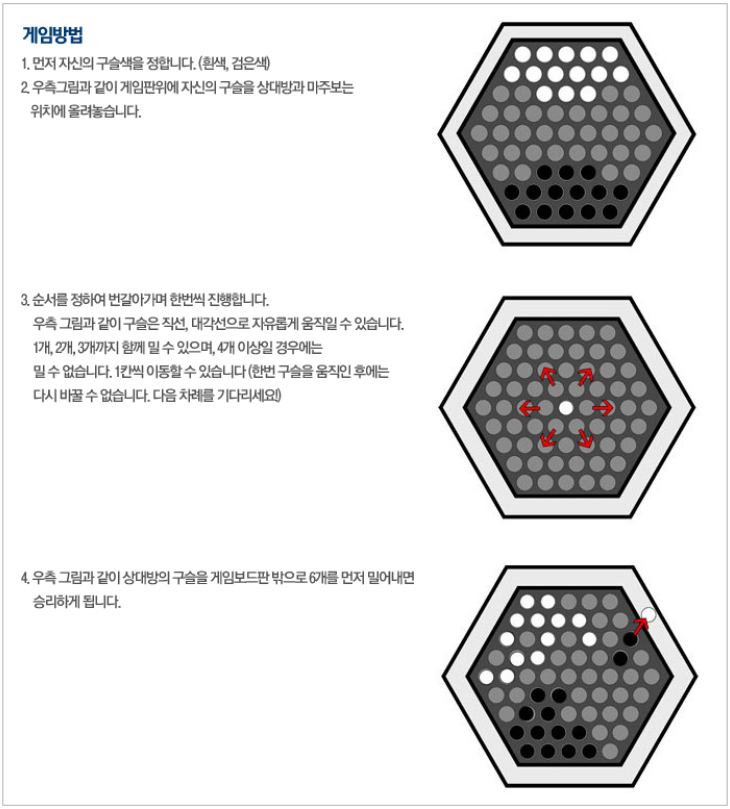 게임방법
1. 먼저 자신의 구슬색을 정합니다. (흰색, 검은색)
2. 우측그림과 같이 게임판위에 자신의 구슬을 상대방과 마주보는
위치에 올려놓습니다.
3. 순서를 정하여 번갈아가며 한번씩 진행합니다.
우측 그림과 같이 구슬은 직선, 대각선으로 자유롭게 움직일 수 있습니다.
1개, 2개, 3개까지 함께 밀 수 있으며, 4개 이상일 경우에는
밀 수 없습니다. 1칸씩 이동할 수 있습니다 (한번 구슬을 움직인 후에는
다시 바꿀 수 없습니다. 다음 차례를 기다리세요!)
4. 우측 그림과 같이 상대방의 구슬을 게임보드판 밖으로 6개를 먼저 밀어내면
승리하게 됩니다.